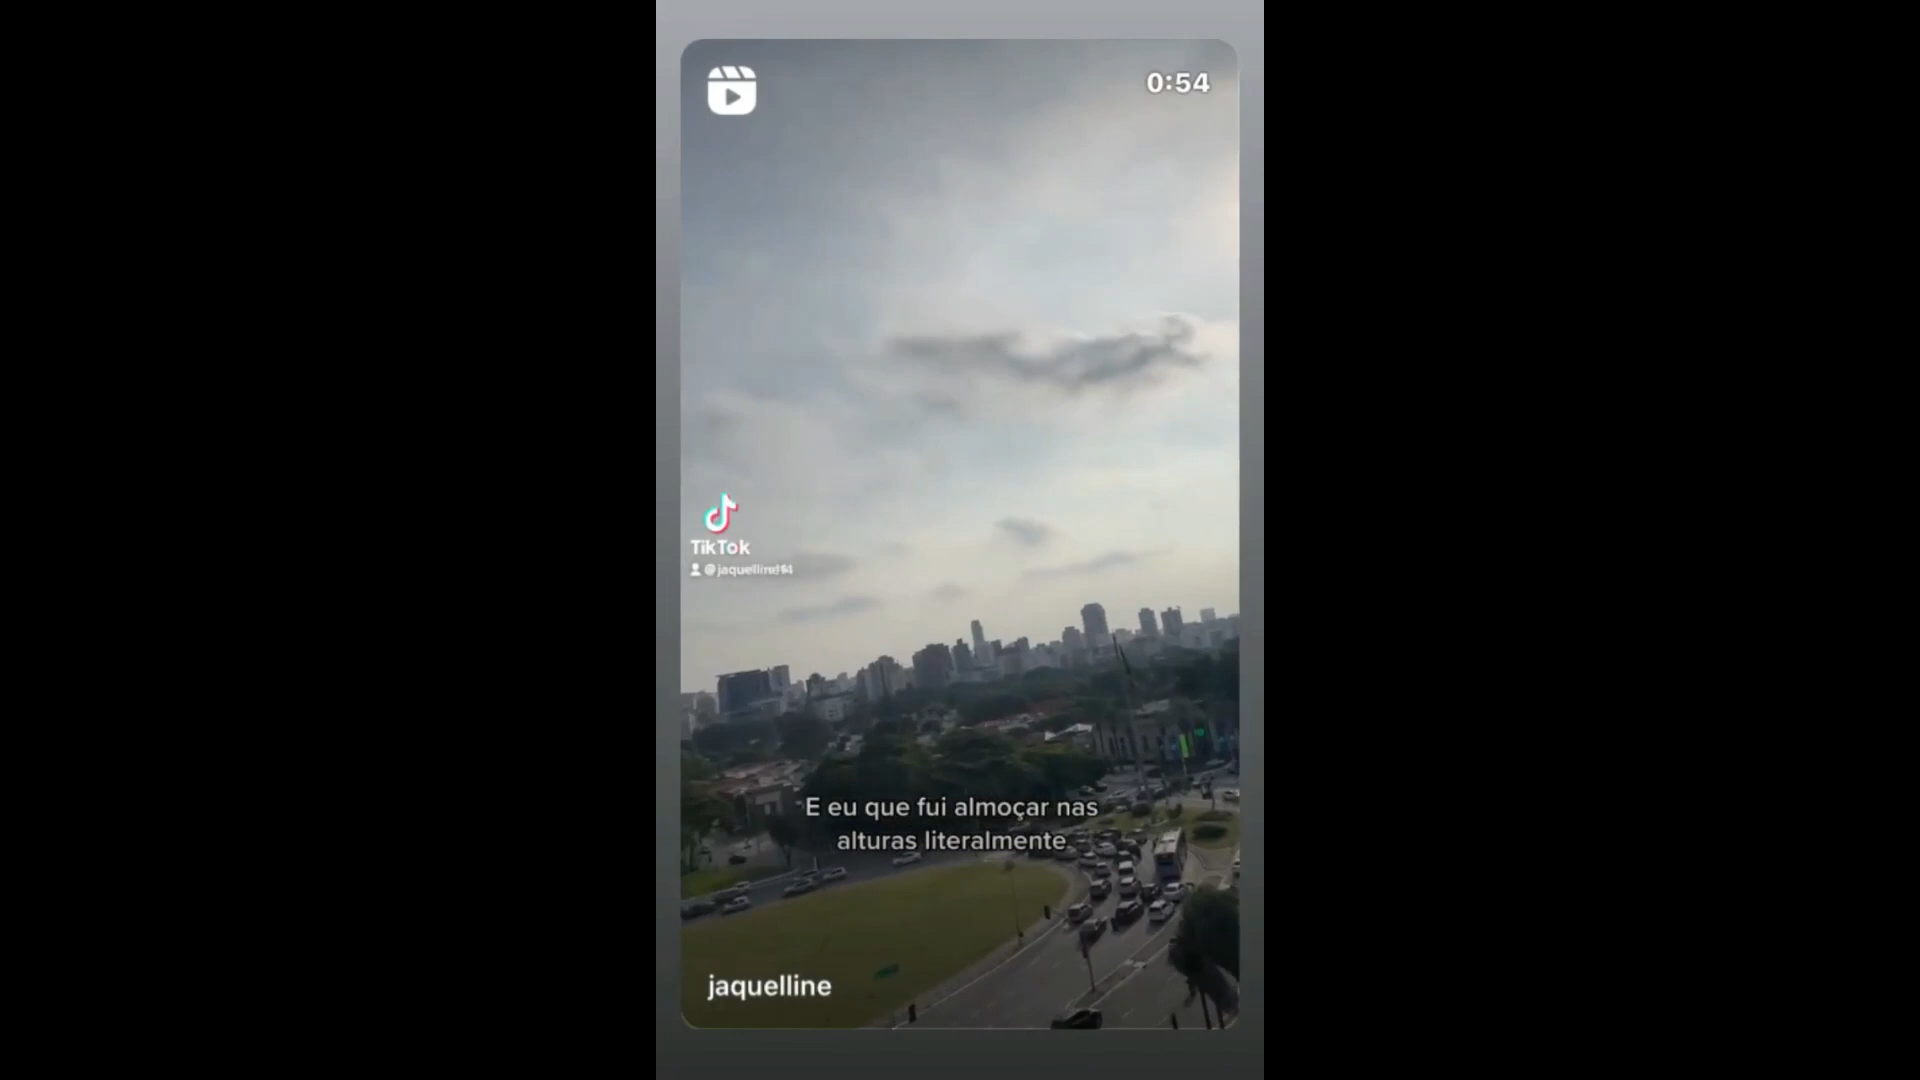 0:54
TikTok
E eu que fui almoçar nas
alturas literalmente
jaquelline